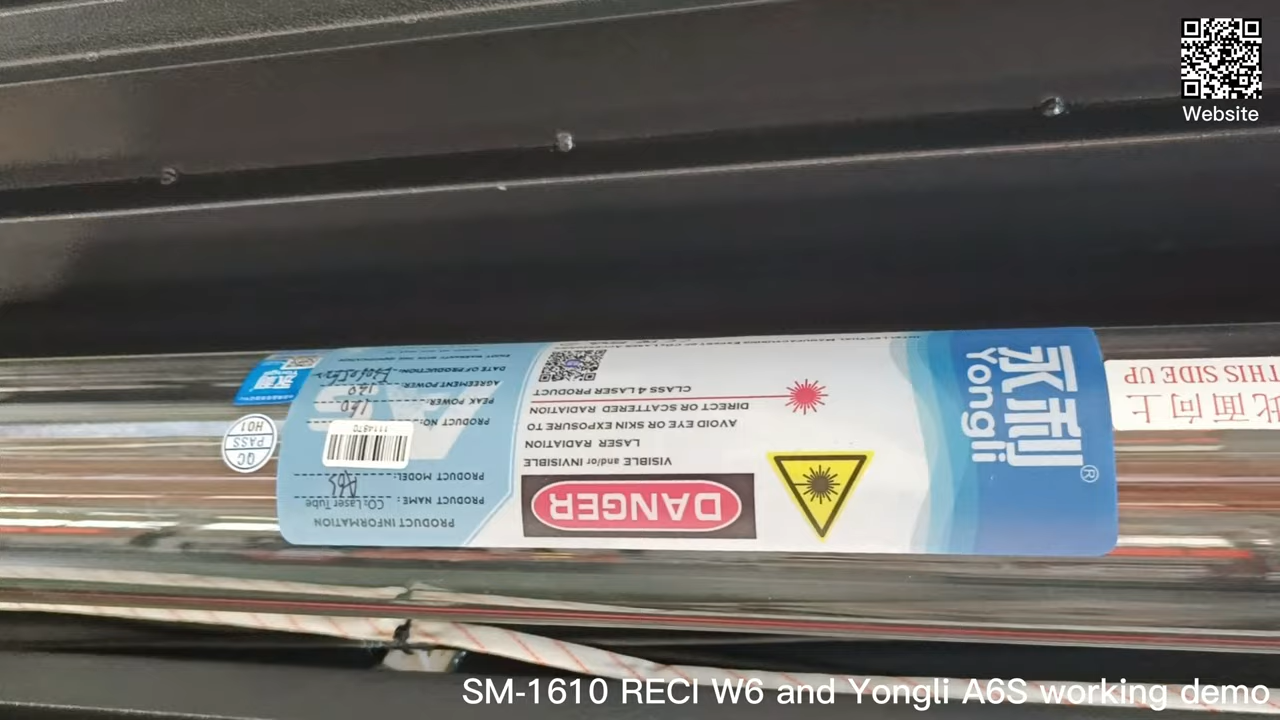 Website
永利
Yongli
®
此面向上
THIS SIDE UP
DANGER
VISIBLE and/or INVISIBLE
LASER RADIATION
AVOID EYE OR SKIN EXPOSURE TO
DIRECT OR SCATTERED RADIATION
CLASS 4 LASER PRODUCT
PRODUCT INFORMATION
PRODUCT NAME: CO₂ Laser Tube
PRODUCT MODEL: A6S
1114870
PRODUCT NO.:
PEAK POWER:
AGREEMENT POWER: 160
DATE OF PRODUCTION:
QC
PASS
H01
SM-1610 RECI W6 and Yongli A6S working demo